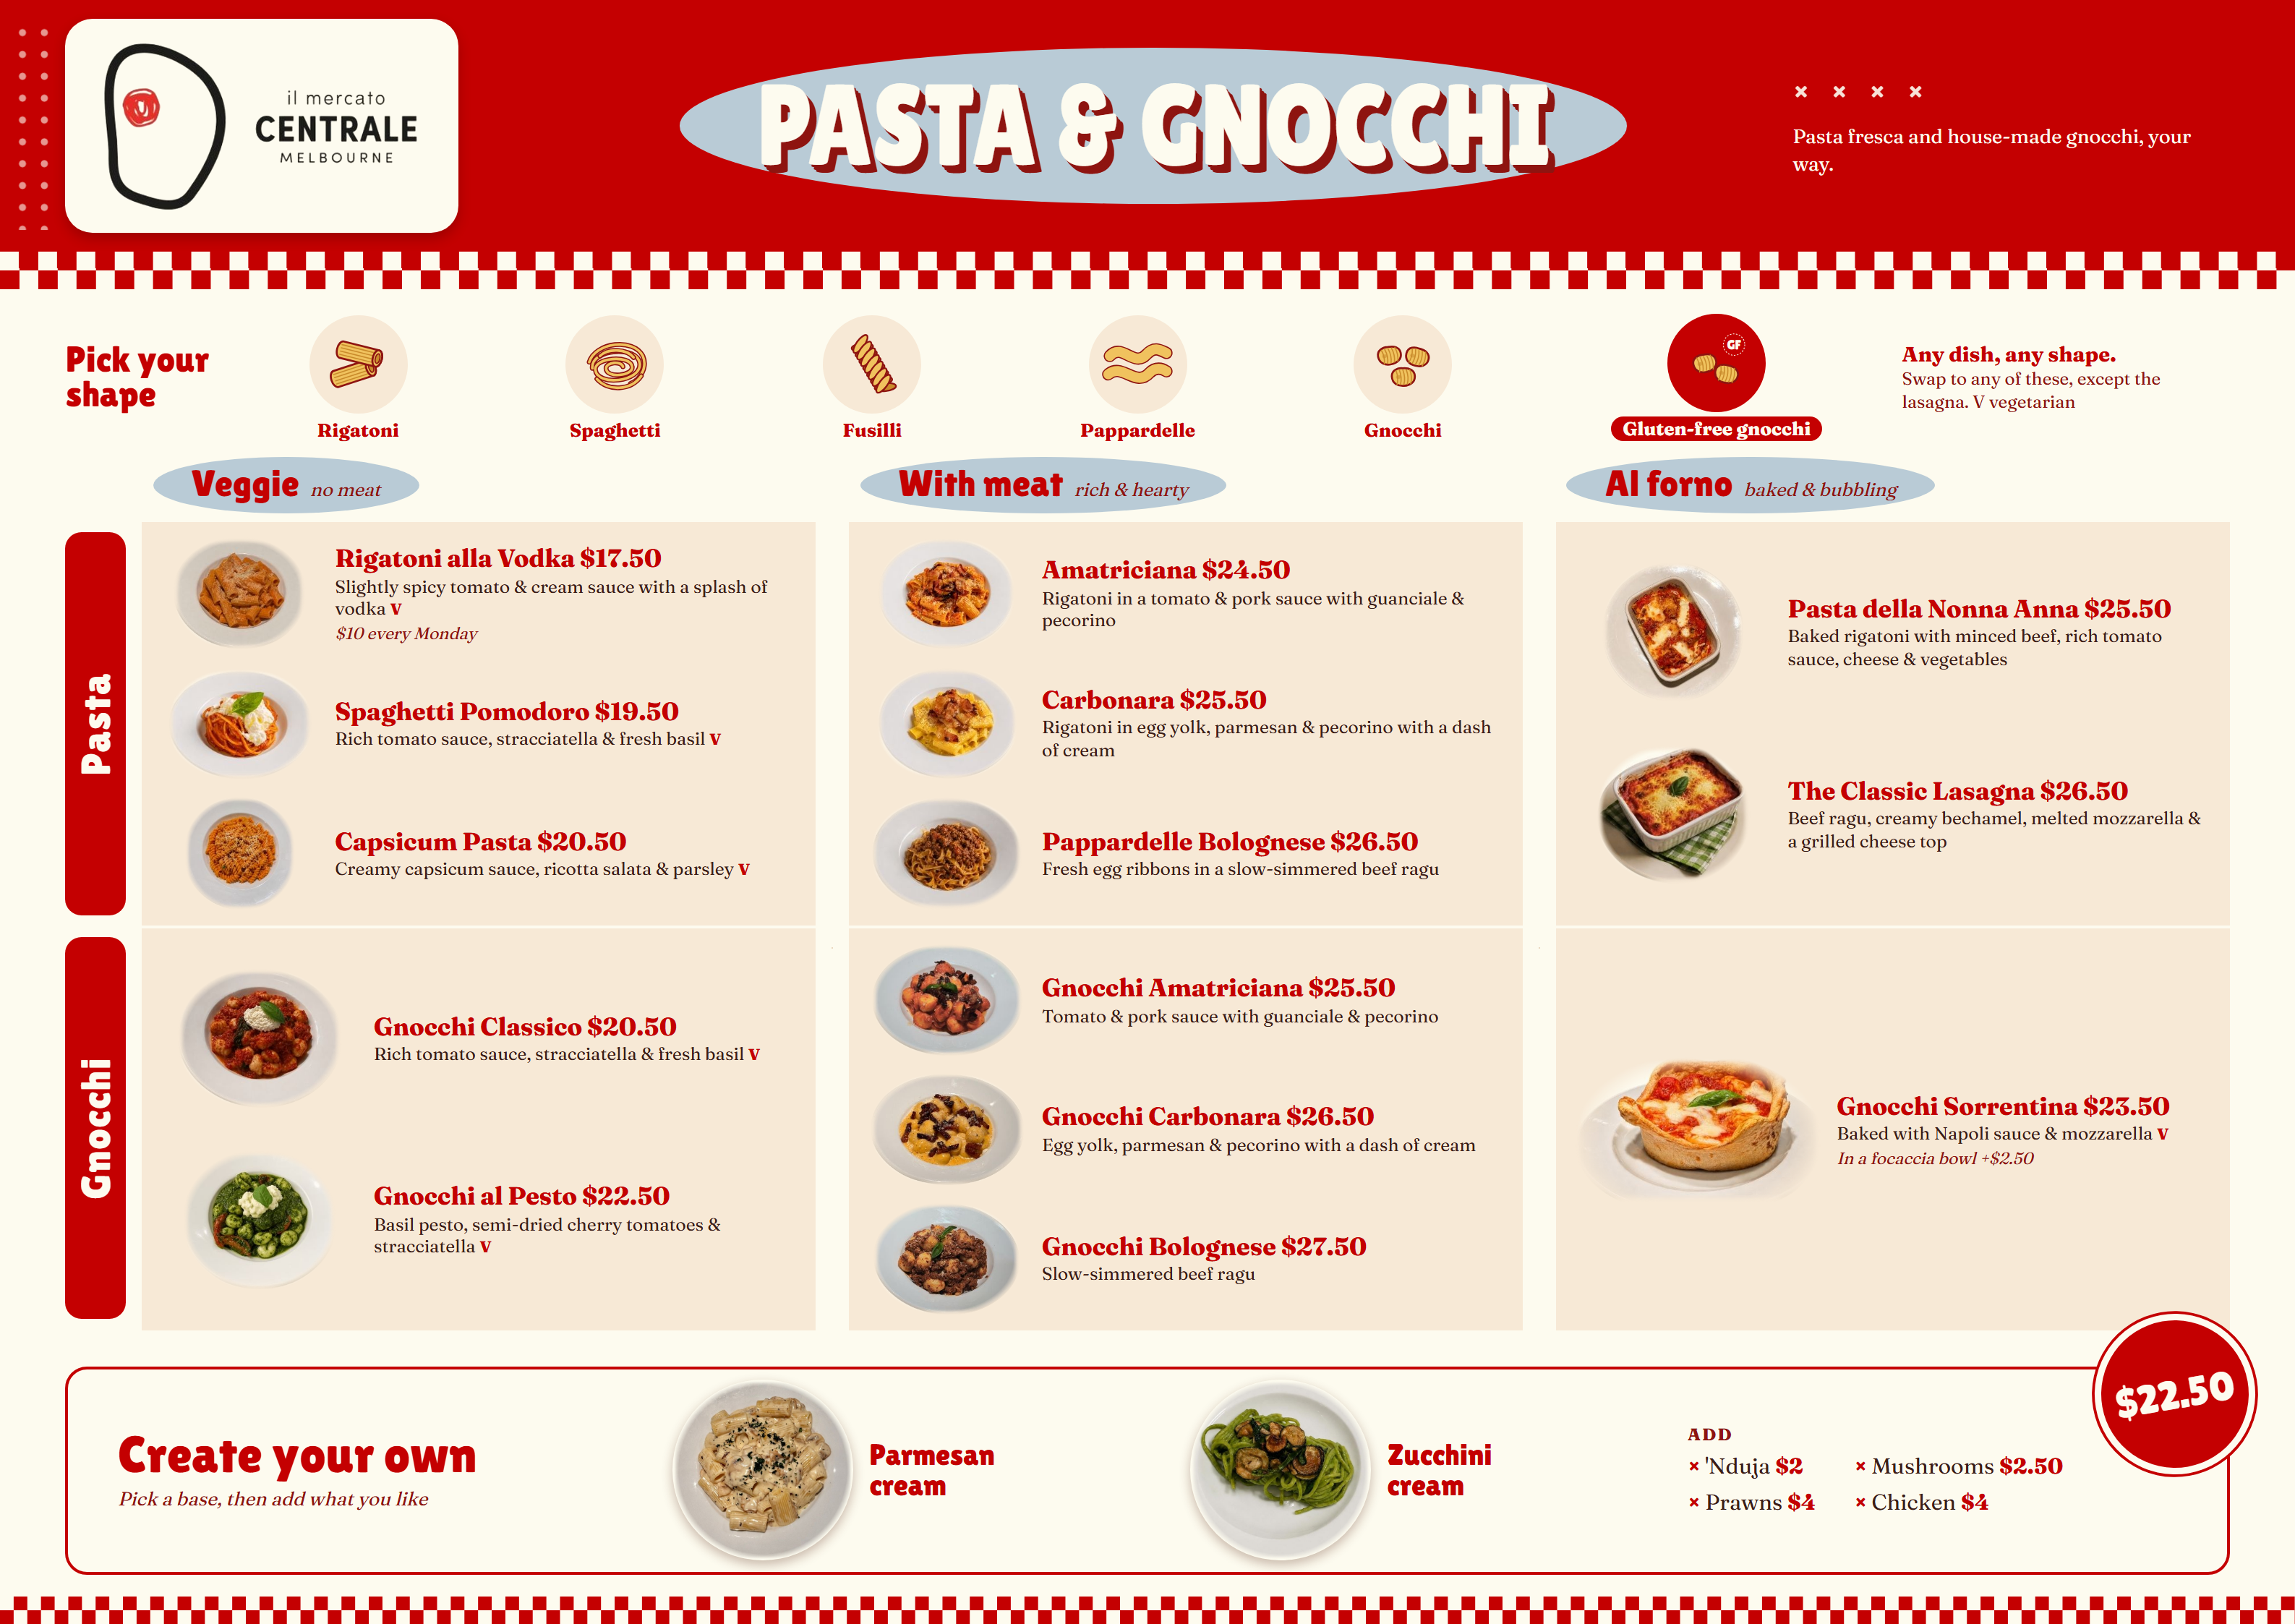 il mercato
CENTRALE
MELBOURNE
PASTA & GNOCCHI
Pasta fresca and house-made gnocchi, your
way.
Pick your
shape
Rigatoni
Spaghetti
Fusilli
Pappardelle
Gnocchi
GF
Gluten-free gnocchi
Any dish, any shape.
Swap to any of these, except the
lasagna. V vegetarian
Veggie no meat
With meat rich & hearty
Al forno baked & bubbling
Pasta
Rigatoni alla Vodka $17.50
Slightly spicy tomato & cream sauce with a splash of
vodka V
$10 every Monday
Spaghetti Pomodoro $19.50
Rich tomato sauce, stracciatella & fresh basil V
Capsicum Pasta $20.50
Creamy capsicum sauce, ricotta salata & parsley V
Amatriciana $24.50
Rigatoni in a tomato & pork sauce with guanciale &
pecorino
Carbonara $25.50
Rigatoni in egg yolk, parmesan & pecorino with a dash
of cream
Pappardelle Bolognese $26.50
Fresh egg ribbons in a slow-simmered beef ragu
Pasta della Nonna Anna $25.50
Baked rigatoni with minced beef, rich tomato
sauce, cheese & vegetables
The Classic Lasagna $26.50
Beef ragu, creamy bechamel, melted mozzarella &
a grilled cheese top
Gnocchi
Gnocchi Classico $20.50
Rich tomato sauce, stracciatella & fresh basil V
Gnocchi al Pesto $22.50
Basil pesto, semi-dried cherry tomatoes &
stracciatella V
Gnocchi Amatriciana $25.50
Tomato & pork sauce with guanciale & pecorino
Gnocchi Carbonara $26.50
Egg yolk, parmesan & pecorino with a dash of cream
Gnocchi Bolognese $27.50
Slow-simmered beef ragu
Gnocchi Sorrentina $23.50
Baked with Napoli sauce & mozzarella V
In a focaccia bowl +$2.50
Create your own
Pick a base, then add what you like
Parmesan
cream
Zucchini
cream
ADD
× 'Nduja $2
× Mushrooms $2.50
× Prawns $4
× Chicken $4
$22.50